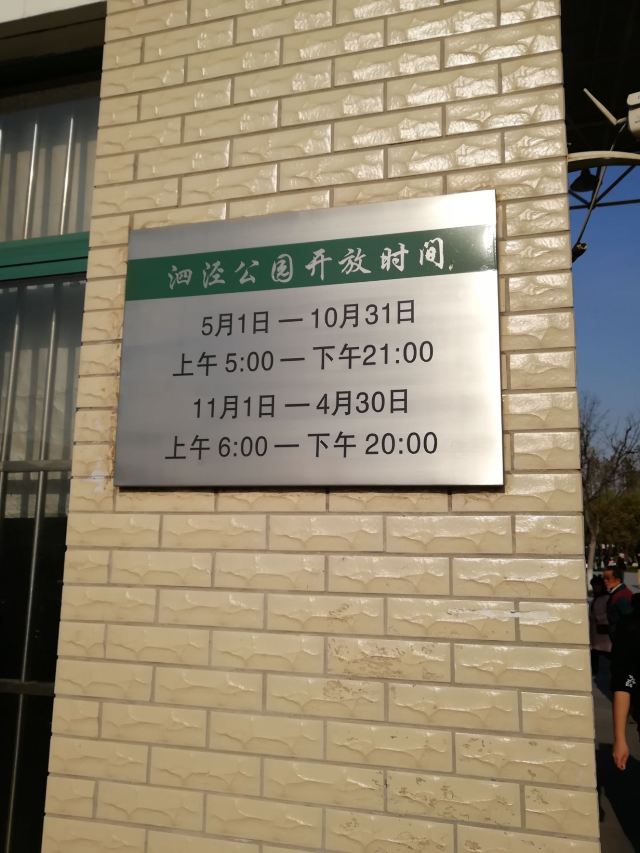 泗泾公园开放时间
5月1日 — 10月31日
上午 5:00 — 下午21:00
11月1日 — 4月30日
上午 6:00 — 下午 20:00